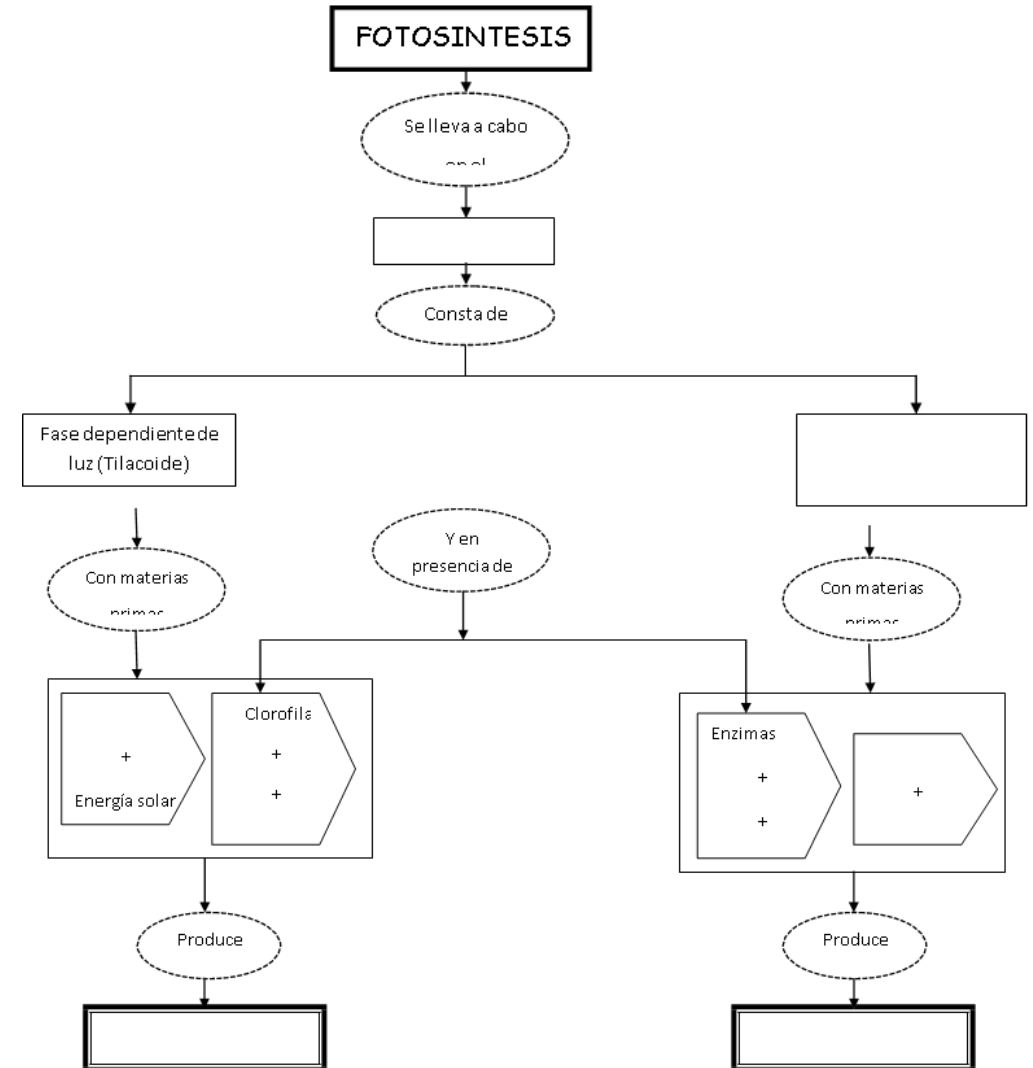 FOTOSINTESIS
Se lleva a cabo
Consta de
Fase dependiente de
luz (Tilacoide)
Y en
presencia de
Con materias
Con materias
+
Energía solar
Clorofila
+
+
Enzimas
+
+
+
Produce
Produce